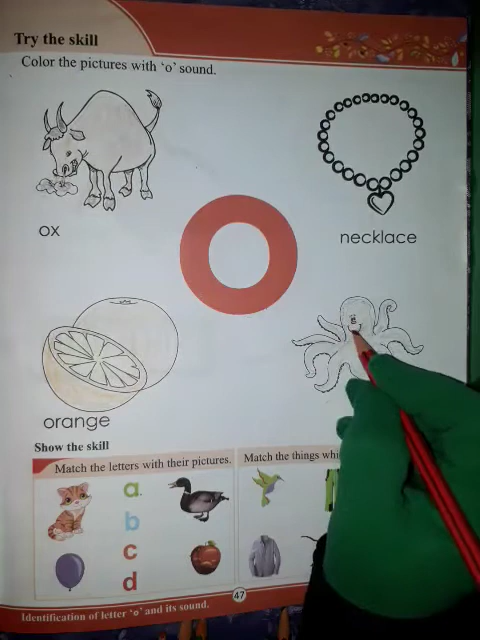 Try the skill
Color the pictures with 'o' sound.
ox
necklace
o
orange
Show the skill
Match the letters with their pictures.
Match the things
a
b
c
d
47
Identification of letter 'o' and its sound.